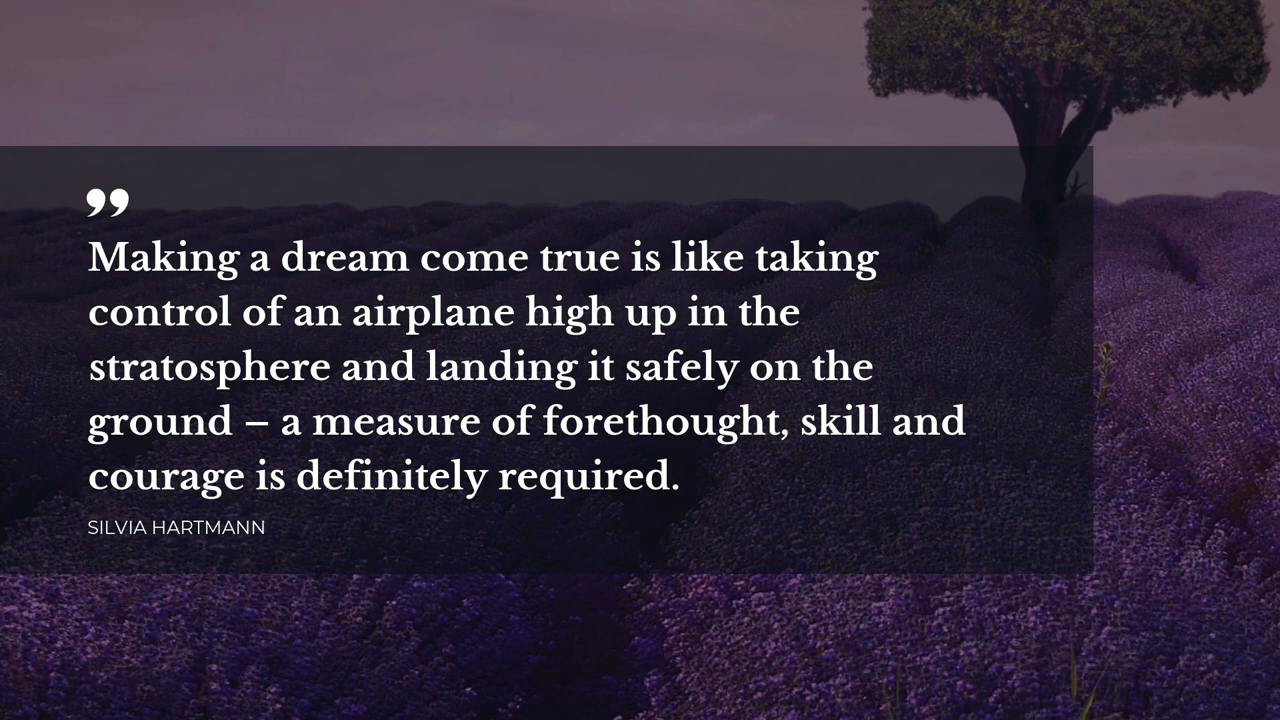 ”
Making a dream come true is like taking
control of an airplane high up in the
stratosphere and landing it safely on the
ground – a measure of forethought, skill and
courage is definitely required.
SILVIA HARTMANN